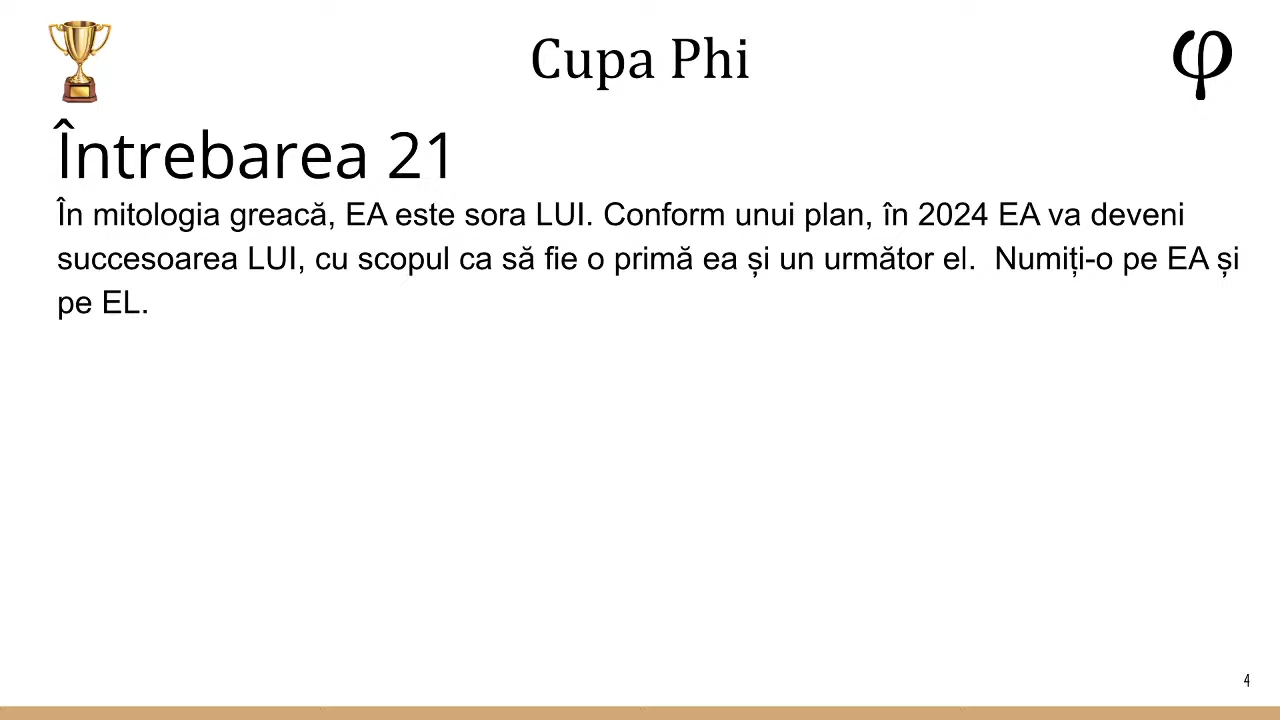 Cupa Phi
φ
Întrebarea 21
În mitologia greacă, EA este sora LUI. Conform unui plan, în 2024 EA va deveni
succesoarea LUI, cu scopul ca să fie o primă ea și un următor el.  Numiți-o pe EA și
pe EL.
4